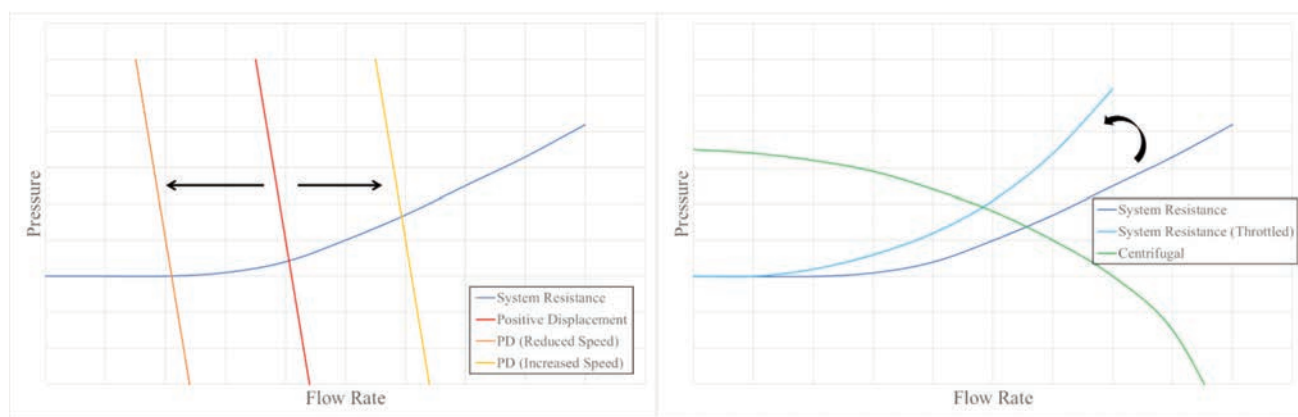 Pressure
System Resistance
Positive Displacement
PD (Reduced Speed)
PD (Increased Speed)
Flow Rate
Pressure
System Resistance
System Resistance (Throttled)
Centrifugal
Flow Rate